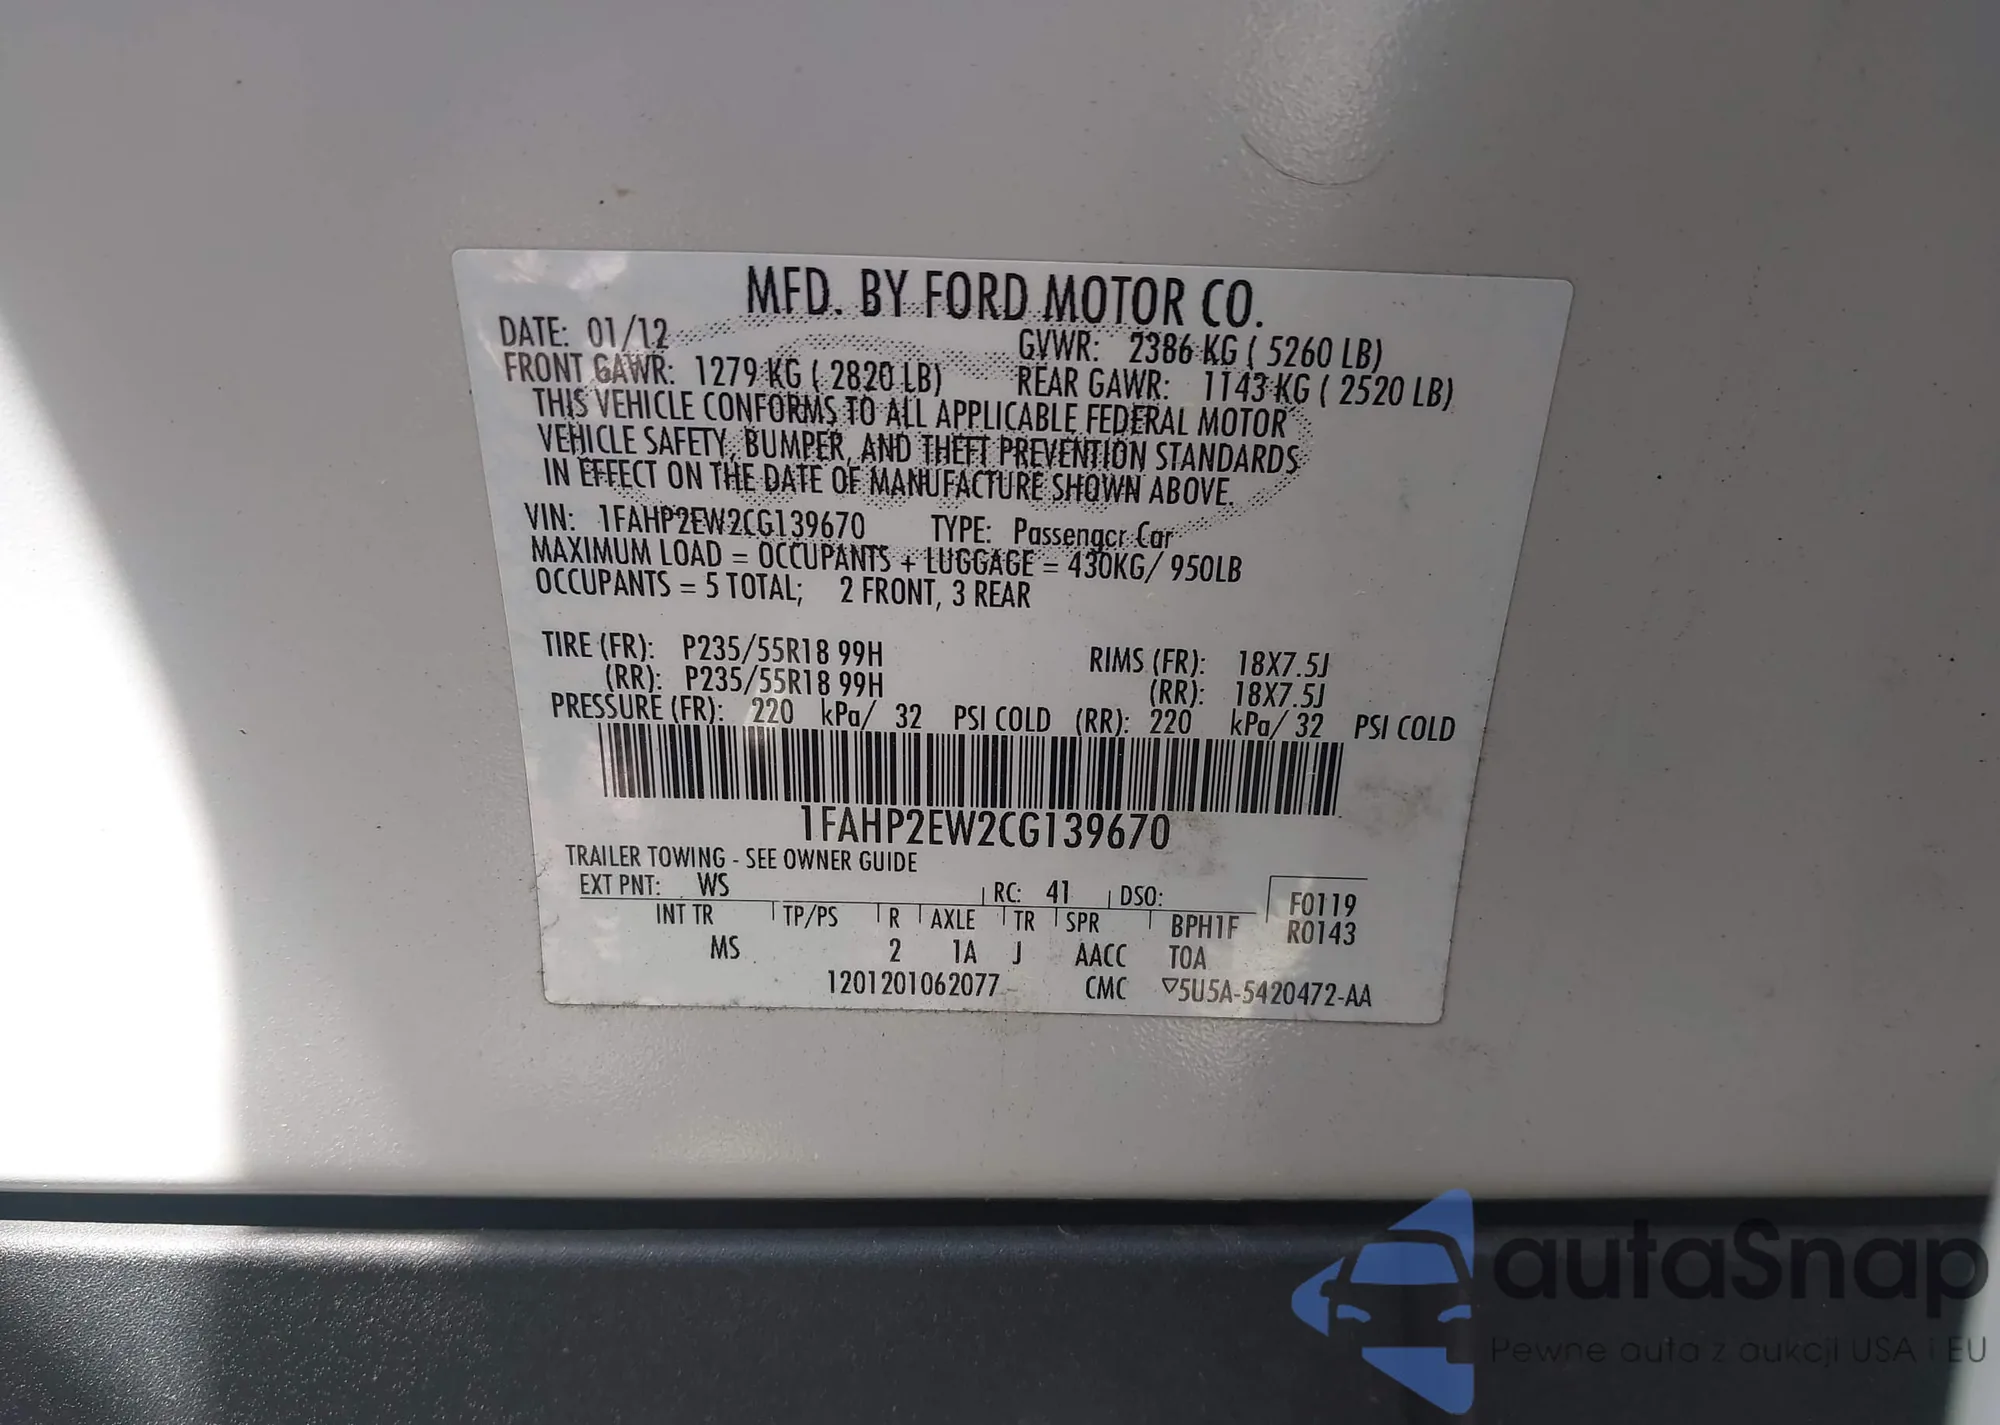 MFD. BY FORD MOTOR CO.
DATE: 01/12 GVWR: 2386 KG ( 5260 LB)
FRONT GAWR: 1279 KG ( 2820 LB) REAR GAWR: 1143 KG ( 2520 LB)
THIS VEHICLE CONFORMS TO ALL APPLICABLE FEDERAL MOTOR
VEHICLE SAFETY, BUMPER, AND THEFT PREVENTION STANDARDS
IN EFFECT ON THE DATE OF MANUFACTURE SHOWN ABOVE.
VIN: 1FAHP2EW2CG139670 TYPE: Passenger Car
MAXIMUM LOAD = OCCUPANTS + LUGGAGE = 430KG/ 950LB
OCCUPANTS = 5 TOTAL; 2 FRONT, 3 REAR
TIRE (FR): P235/55R18 99H RIMS (FR): 18X7.5J
(RR): P235/55R18 99H (RR): 18X7.5J
PRESSURE (FR): 220 kPa/ 32 PSI COLD (RR): 220 kPa/ 32 PSI COLD
1FAHP2EW2CG139670
TRAILER TOWING - SEE OWNER GUIDE
EXT PNT: WS RC: 41 DSO: F0119
INT TR TP/PS R AXLE TR SPR BPH1F R0143
MS 2 1A J AACC TOA
1201201062077 CMC ▽5U5A-5420472-AA
autaSnap
Pewne auta z aukcji USA i EU